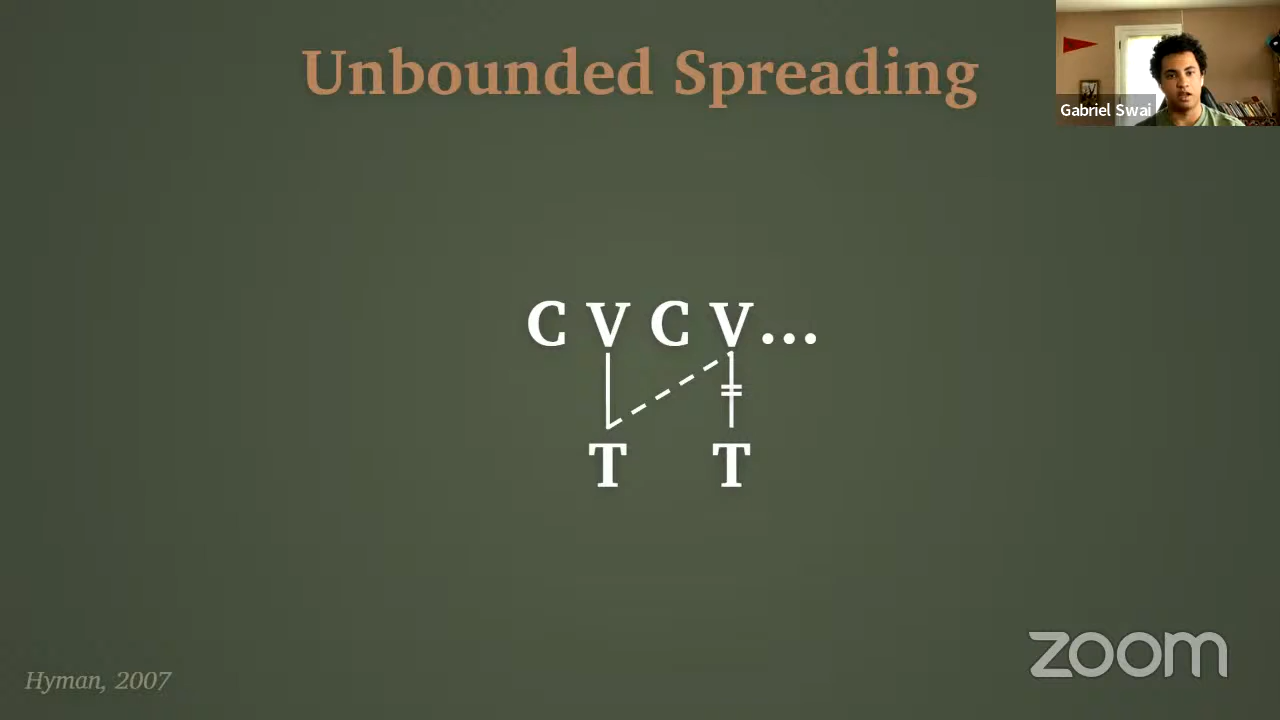 Unbounded Spreading
Gabriel Swai
C V C V...
T T
Hyman, 2007
zoom